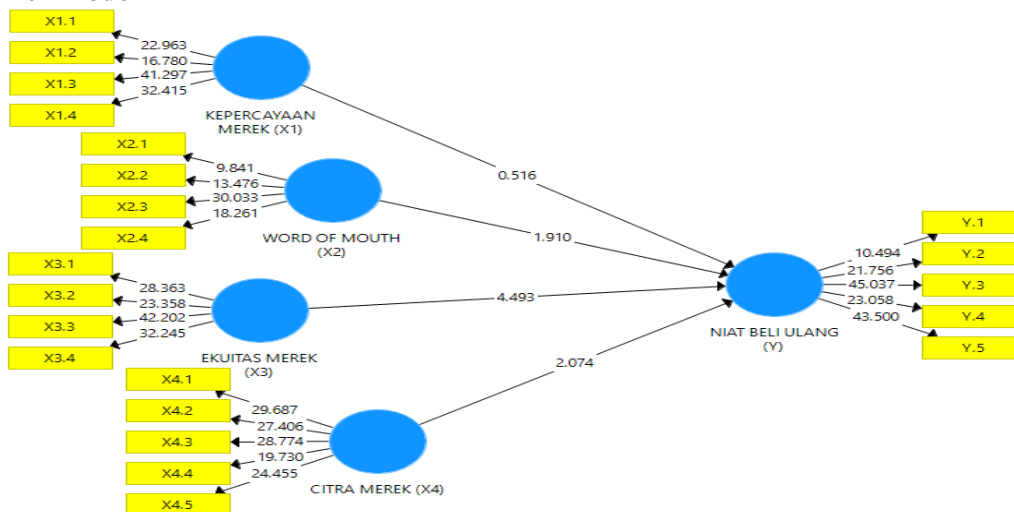 X1.1
X1.2
X1.3
X1.4
22.963
16.780
41.297
32.415
KEPERCAYAAN
MEREK (X1)
X2.1
X2.2
X2.3
X2.4
9.841
13.476
30.033
18.261
WORD OF MOUTH
(X2)
X3.1
X3.2
X3.3
X3.4
28.363
23.358
42.202
32.245
EKUITAS MEREK
(X3)
X4.1
X4.2
X4.3
X4.4
X4.5
29.687
27.406
28.774
19.730
24.455
CITRA MEREK (X4)
0.516
1.910
4.493
2.074
NIAT BELI ULANG
(Y)
10.494
21.756
45.037
23.058
43.500
Y.1
Y.2
Y.3
Y.4
Y.5